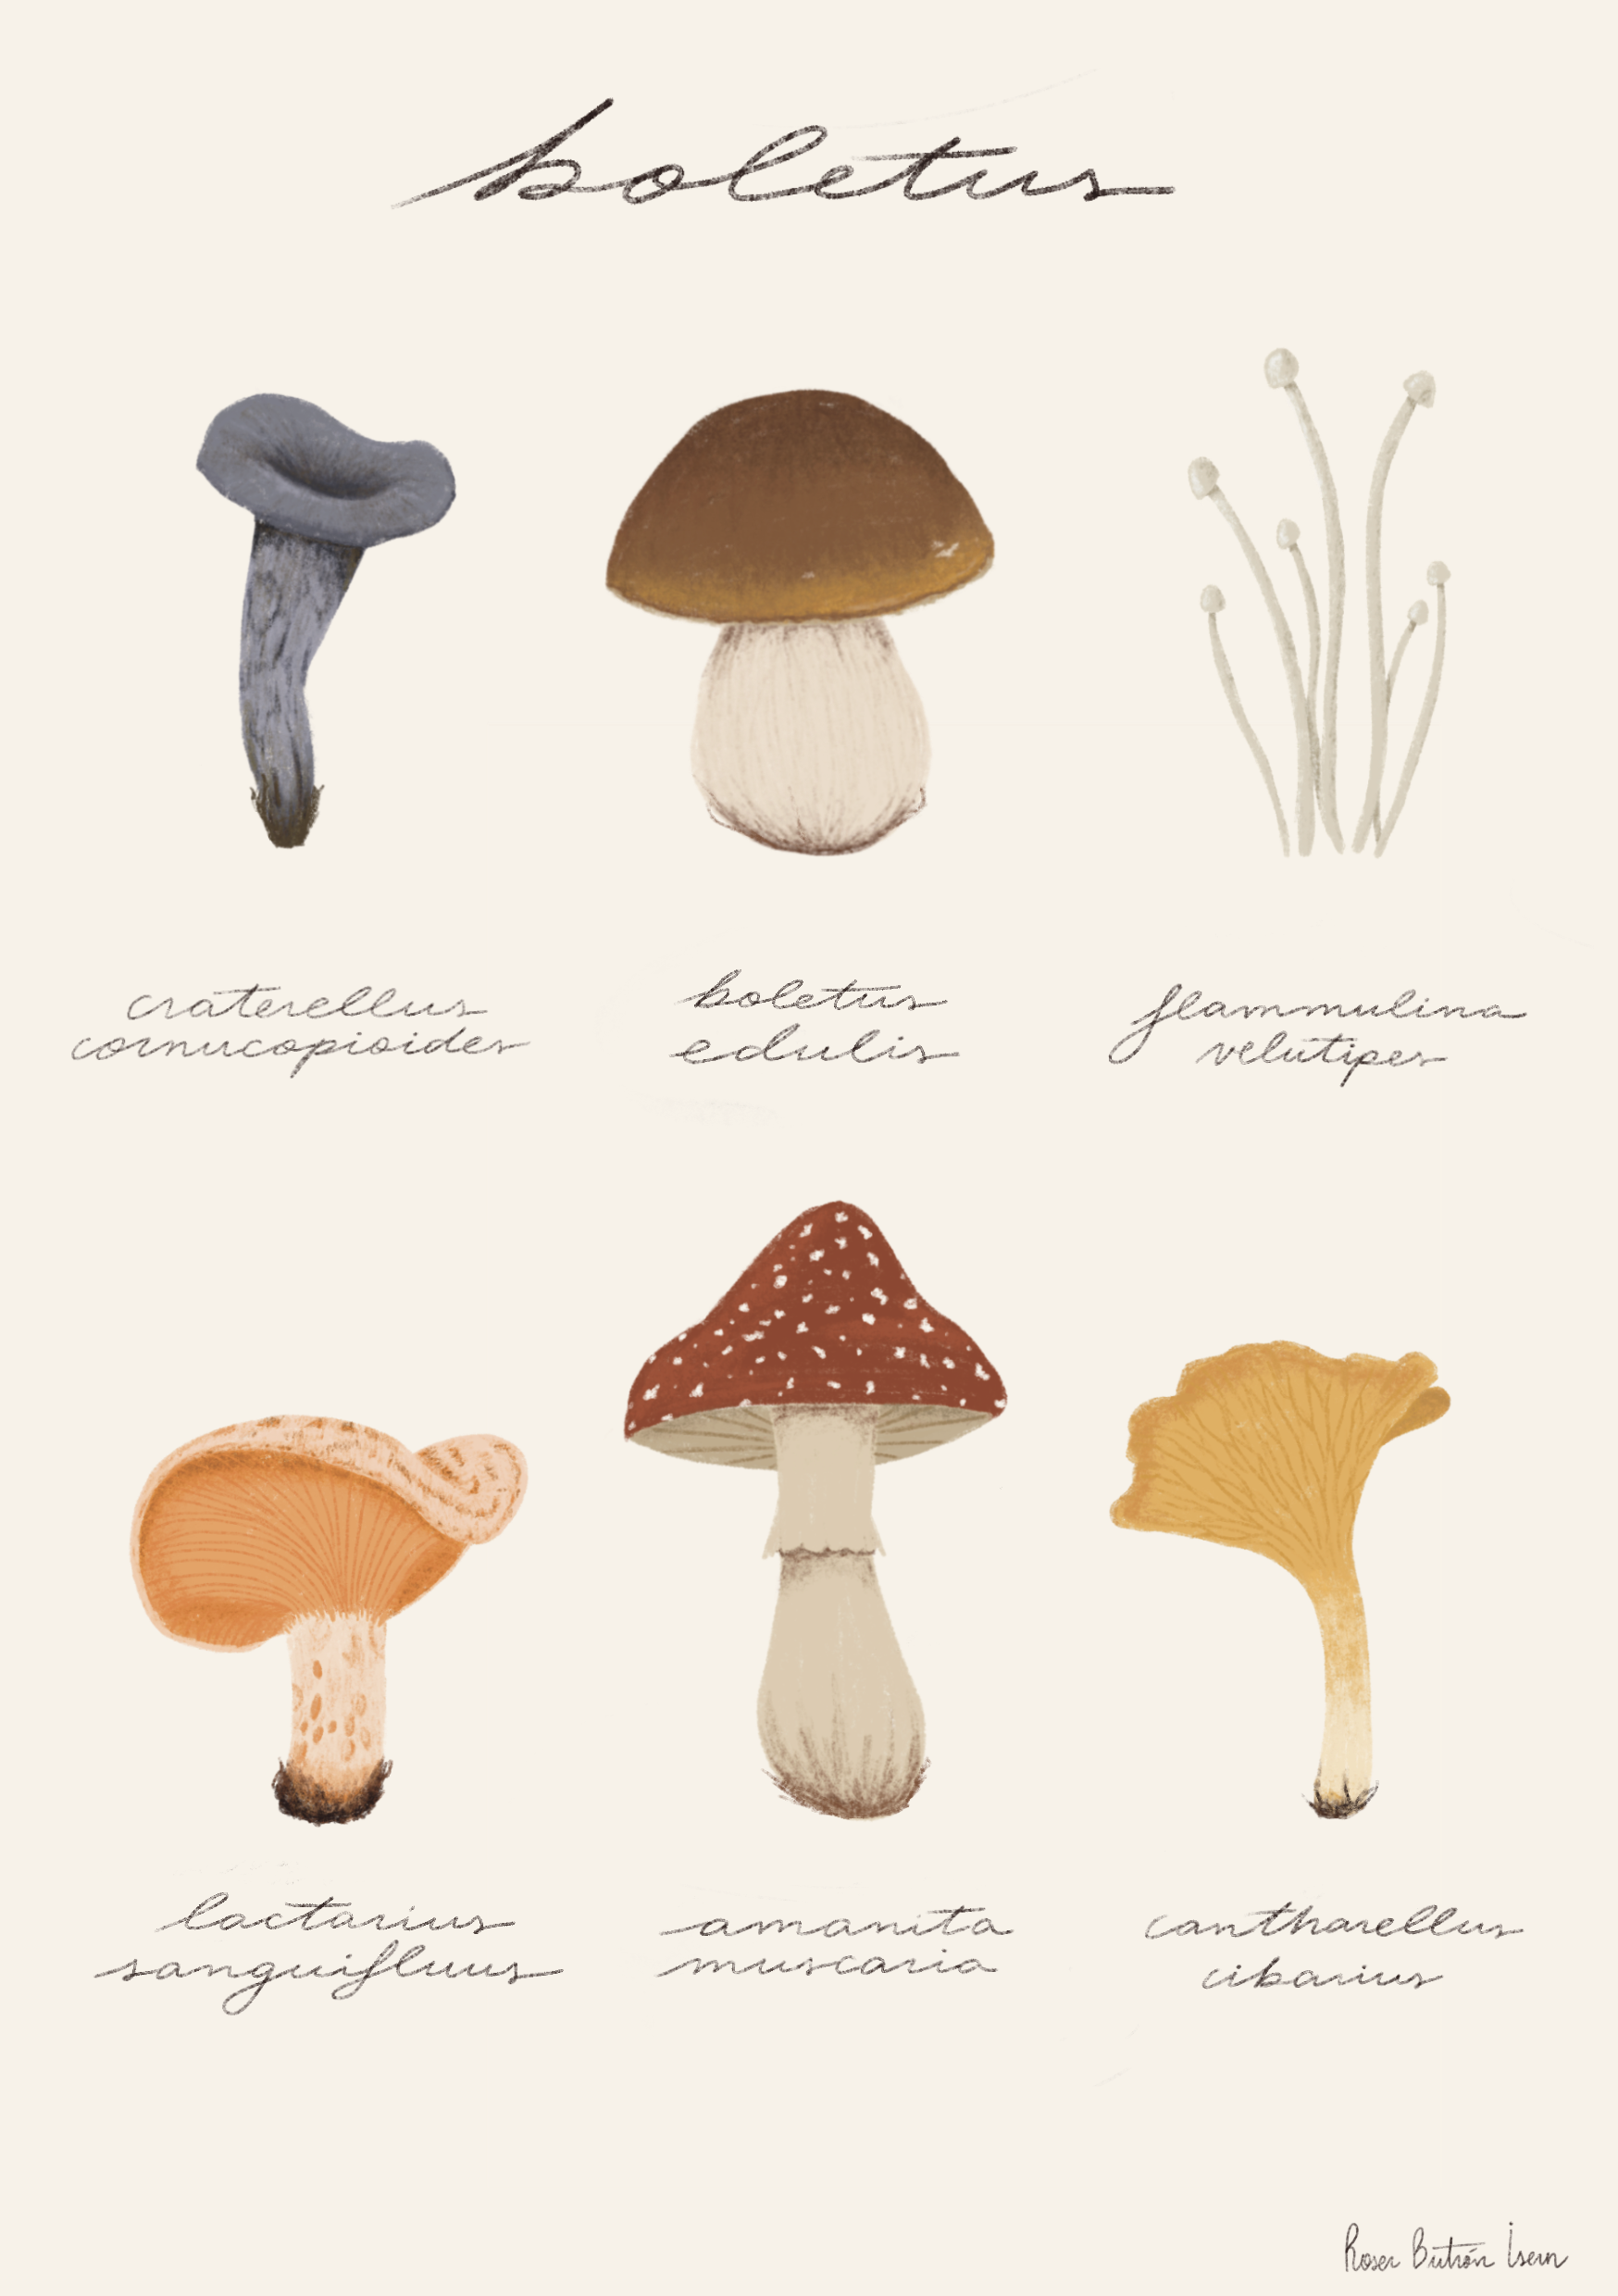 boletus
craterellus
cornucopioides
boletus
edulis
flammulina
velutipes
lactarius
sanguifluus
amanita
muscaria
cantharellus
cibarius
Roser Butrón Isern